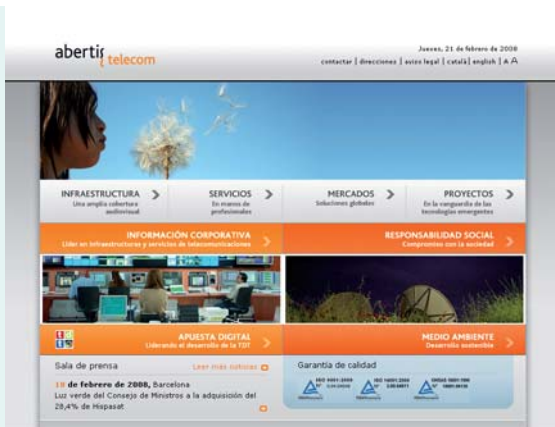 abertis telecom
Jueves, 21 de febrero de 2008
contactar | direcciones | aviso legal | català | english | A A
INFRAESTRUCTURA
Una amplia cobertura
audiovisual
SERVICIOS
En manos de
profesionales
MERCADOS
Soluciones globales
PROYECTOS
En la vanguardia de las
tecnologías emergentes
INFORMACIÓN CORPORATIVA
Líder en infraestructuras y servicios de telecomunicaciones
RESPONSABILIDAD SOCIAL
Compromiso con la sociedad
APUESTA DIGITAL
Liderando el desarrollo de la TDT
MEDIO AMBIENTE
Desarrollo sostenible
Sala de prensa
Leer más noticias
18 de febrero de 2008, Barcelona
Luz verde del Consejo de Ministros a la adquisición del
28,4% de Hispasat
Garantía de calidad